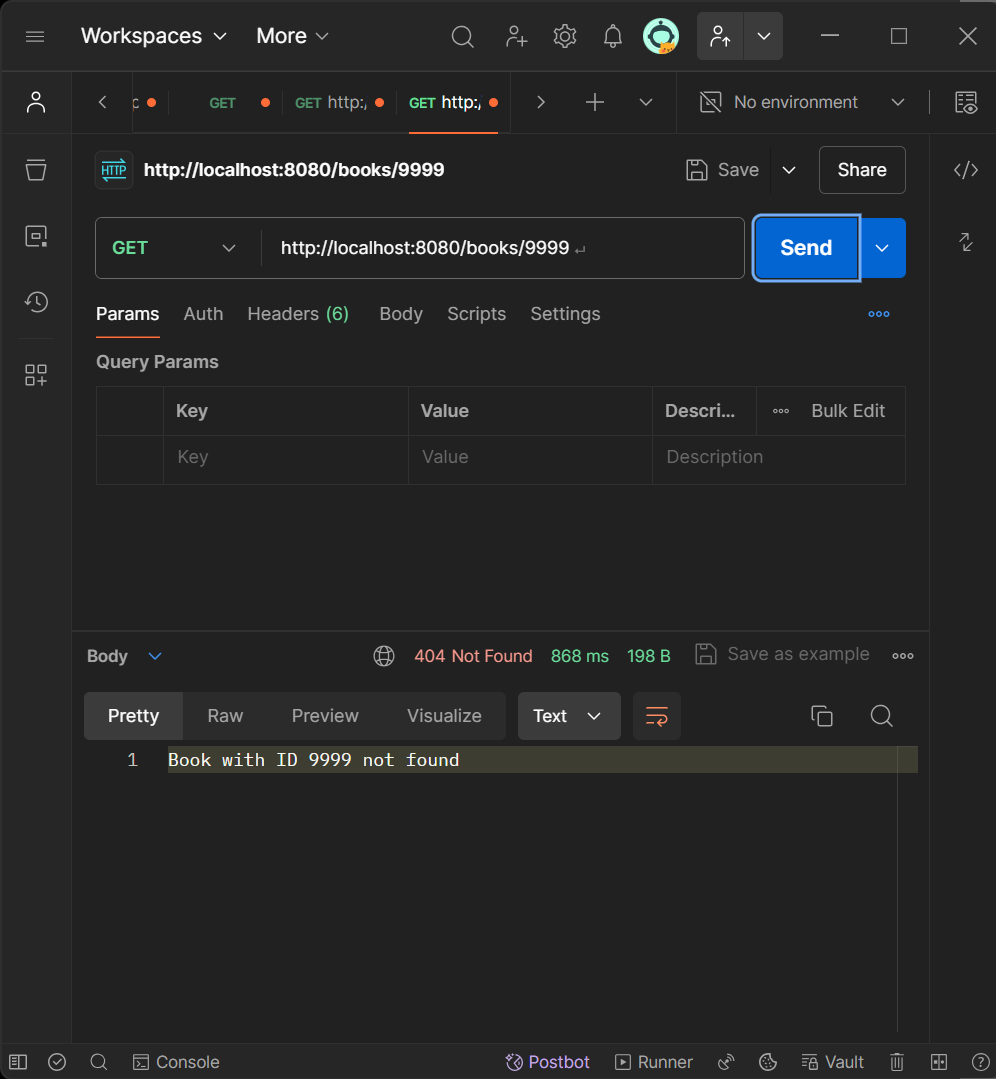 Workspaces More
GET GET http:/ GET http:/ No environment
HTTP http://localhost:8080/books/9999 Save Share
GET http://localhost:8080/books/9999 Send
Params Auth Headers (6) Body Scripts Settings
Query Params
Key Value Descri... Bulk Edit
Key Value Description
Body 404 Not Found 868 ms 198 B Save as example
Pretty Raw Preview Visualize Text
1 Book with ID 9999 not found
Console Postbot Runner Vault